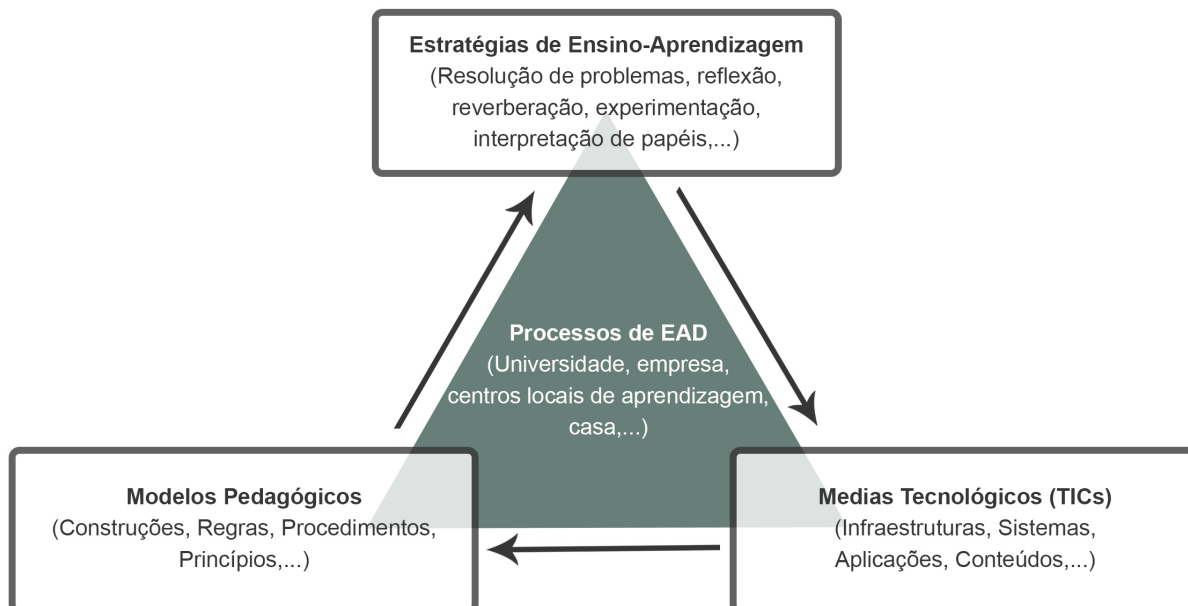 Estratégias de Ensino-Aprendizagem
(Resolução de problemas, reflexão,
reverberação, experimentação,
interpretação de papéis,...)
Processos de EAD
(Universidade, empresa,
centros locais de aprendizagem,
casa,...)
Modelos Pedagógicos
(Construções, Regras, Procedimentos,
Princípios,...)
Medias Tecnológicos (TICs)
(Infraestruturas, Sistemas,
Aplicações, Conteúdos,...)